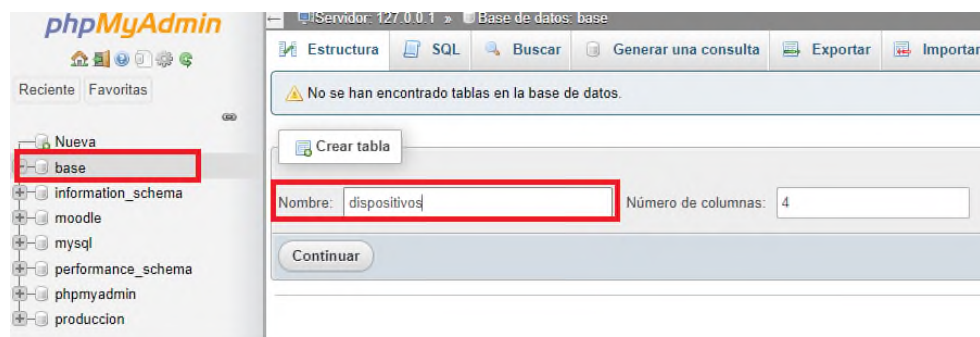 phpMyAdmin
Reciente Favoritas
Nueva
base
information_schema
moodle
mysql
performance_schema
phpmyadmin
produccion
Servidor: 127.0.0.1 » Base de datos: base
Estructura SQL Buscar Generar una consulta Exportar Importar
No se han encontrado tablas en la base de datos.
Crear tabla
Nombre: dispositivos Número de columnas: 4
Continuar